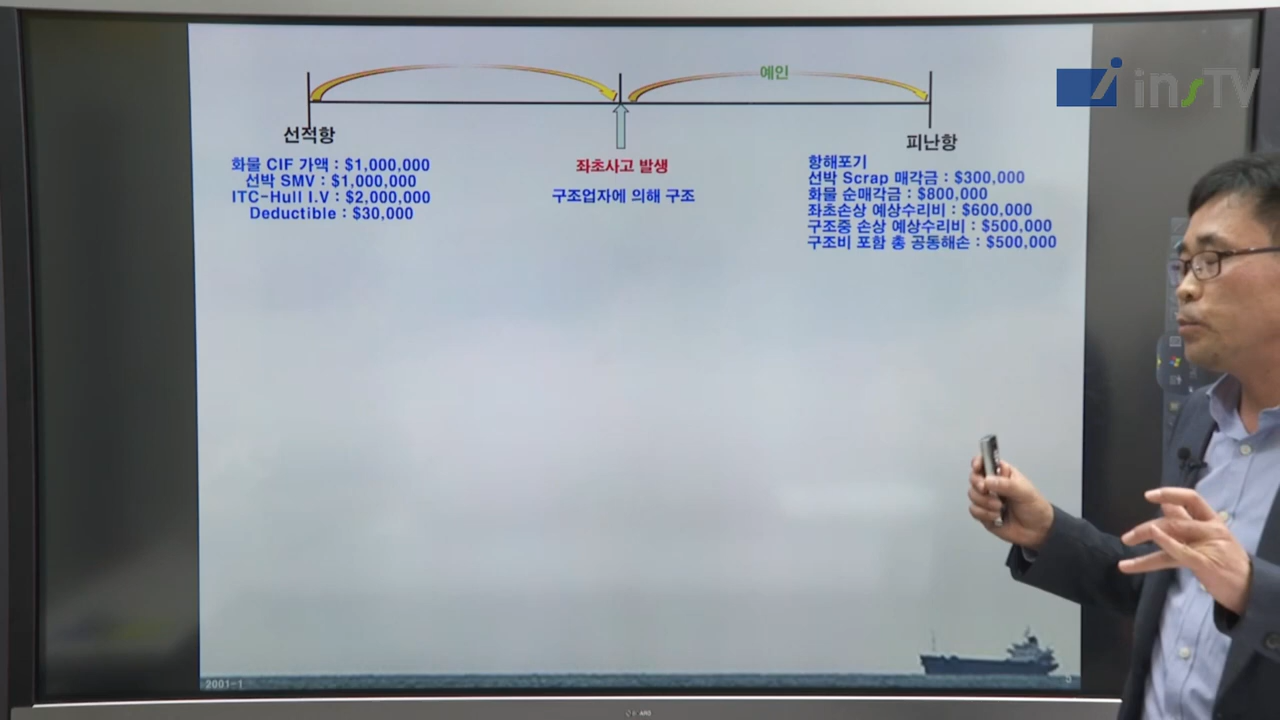 insTV
예인
선적항
화물 CIF 가액 : $1,000,000
선박 SMV : $1,000,000
ITC-Hull I.V : $2,000,000
Deductible : $30,000
좌초사고 발생
구조업자에 의해 구조
피난항
항해포기
선박 Scrap 매각금 : $300,000
화물 순매각금 : $800,000
좌초손상 예상수리비 : $600,000
구조중 손상 예상수리비 : $500,000
구조비 포함 총 공동해손 : $500,000
2001-1
5